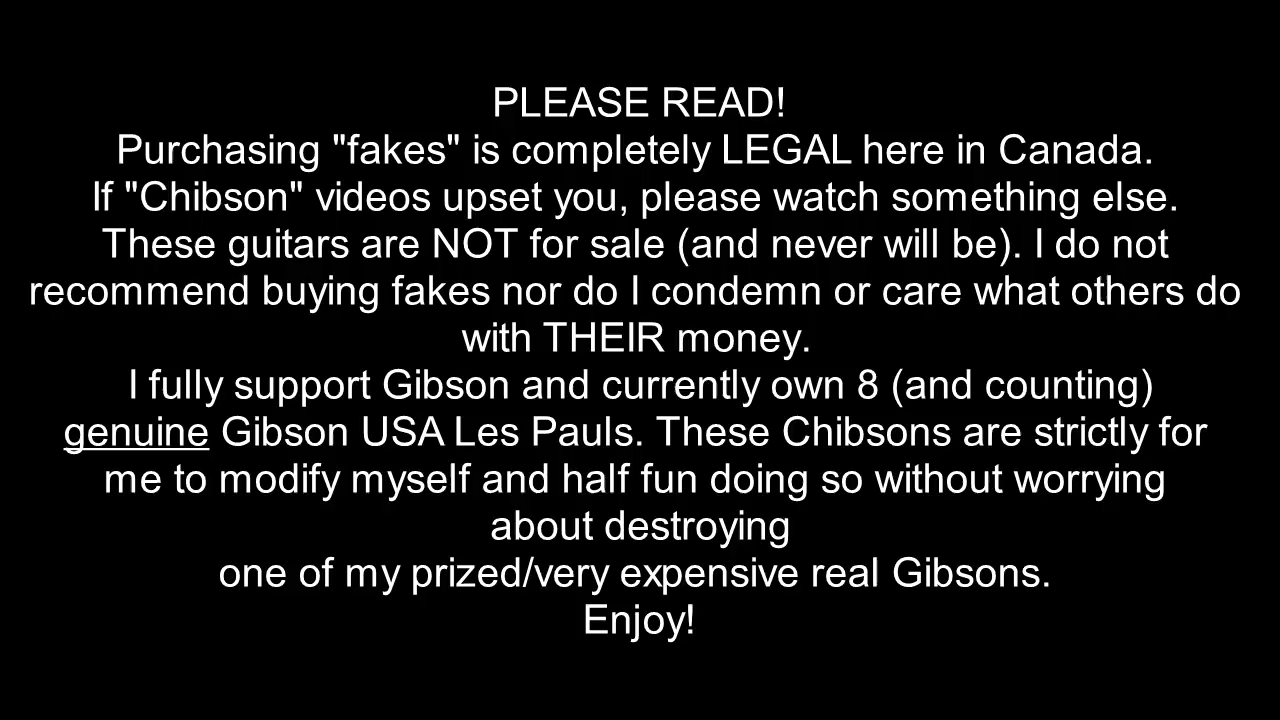 PLEASE READ!
Purchasing "fakes" is completely LEGAL here in Canada.
If "Chibson" videos upset you, please watch something else.
These guitars are NOT for sale (and never will be). I do not
recommend buying fakes nor do I condemn or care what others do
with THEIR money.
I fully support Gibson and currently own 8 (and counting)
genuine Gibson USA Les Pauls. These Chibsons are strictly for
me to modify myself and half fun doing so without worrying
about destroying
one of my prized/very expensive real Gibsons.
Enjoy!